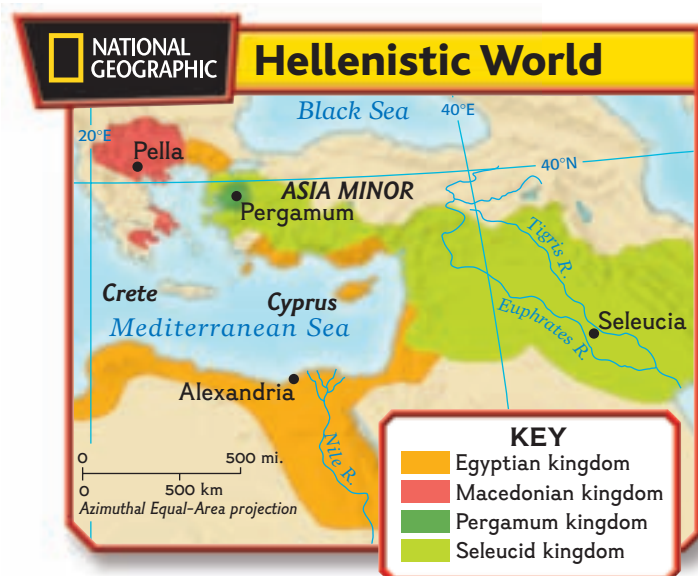 NATIONAL
GEOGRAPHIC
Hellenistic World
Black Sea
40°E
20°E
Pella
40°N
ASIA MINOR
Pergamum
Tigris R.
Crete
Cyprus
Euphrates R.
Seleucia
Mediterranean Sea
Alexandria
Nile R.
0 500 mi.
0 500 km
Azimuthal Equal-Area projection
KEY
Egyptian kingdom
Macedonian kingdom
Pergamum kingdom
Seleucid kingdom